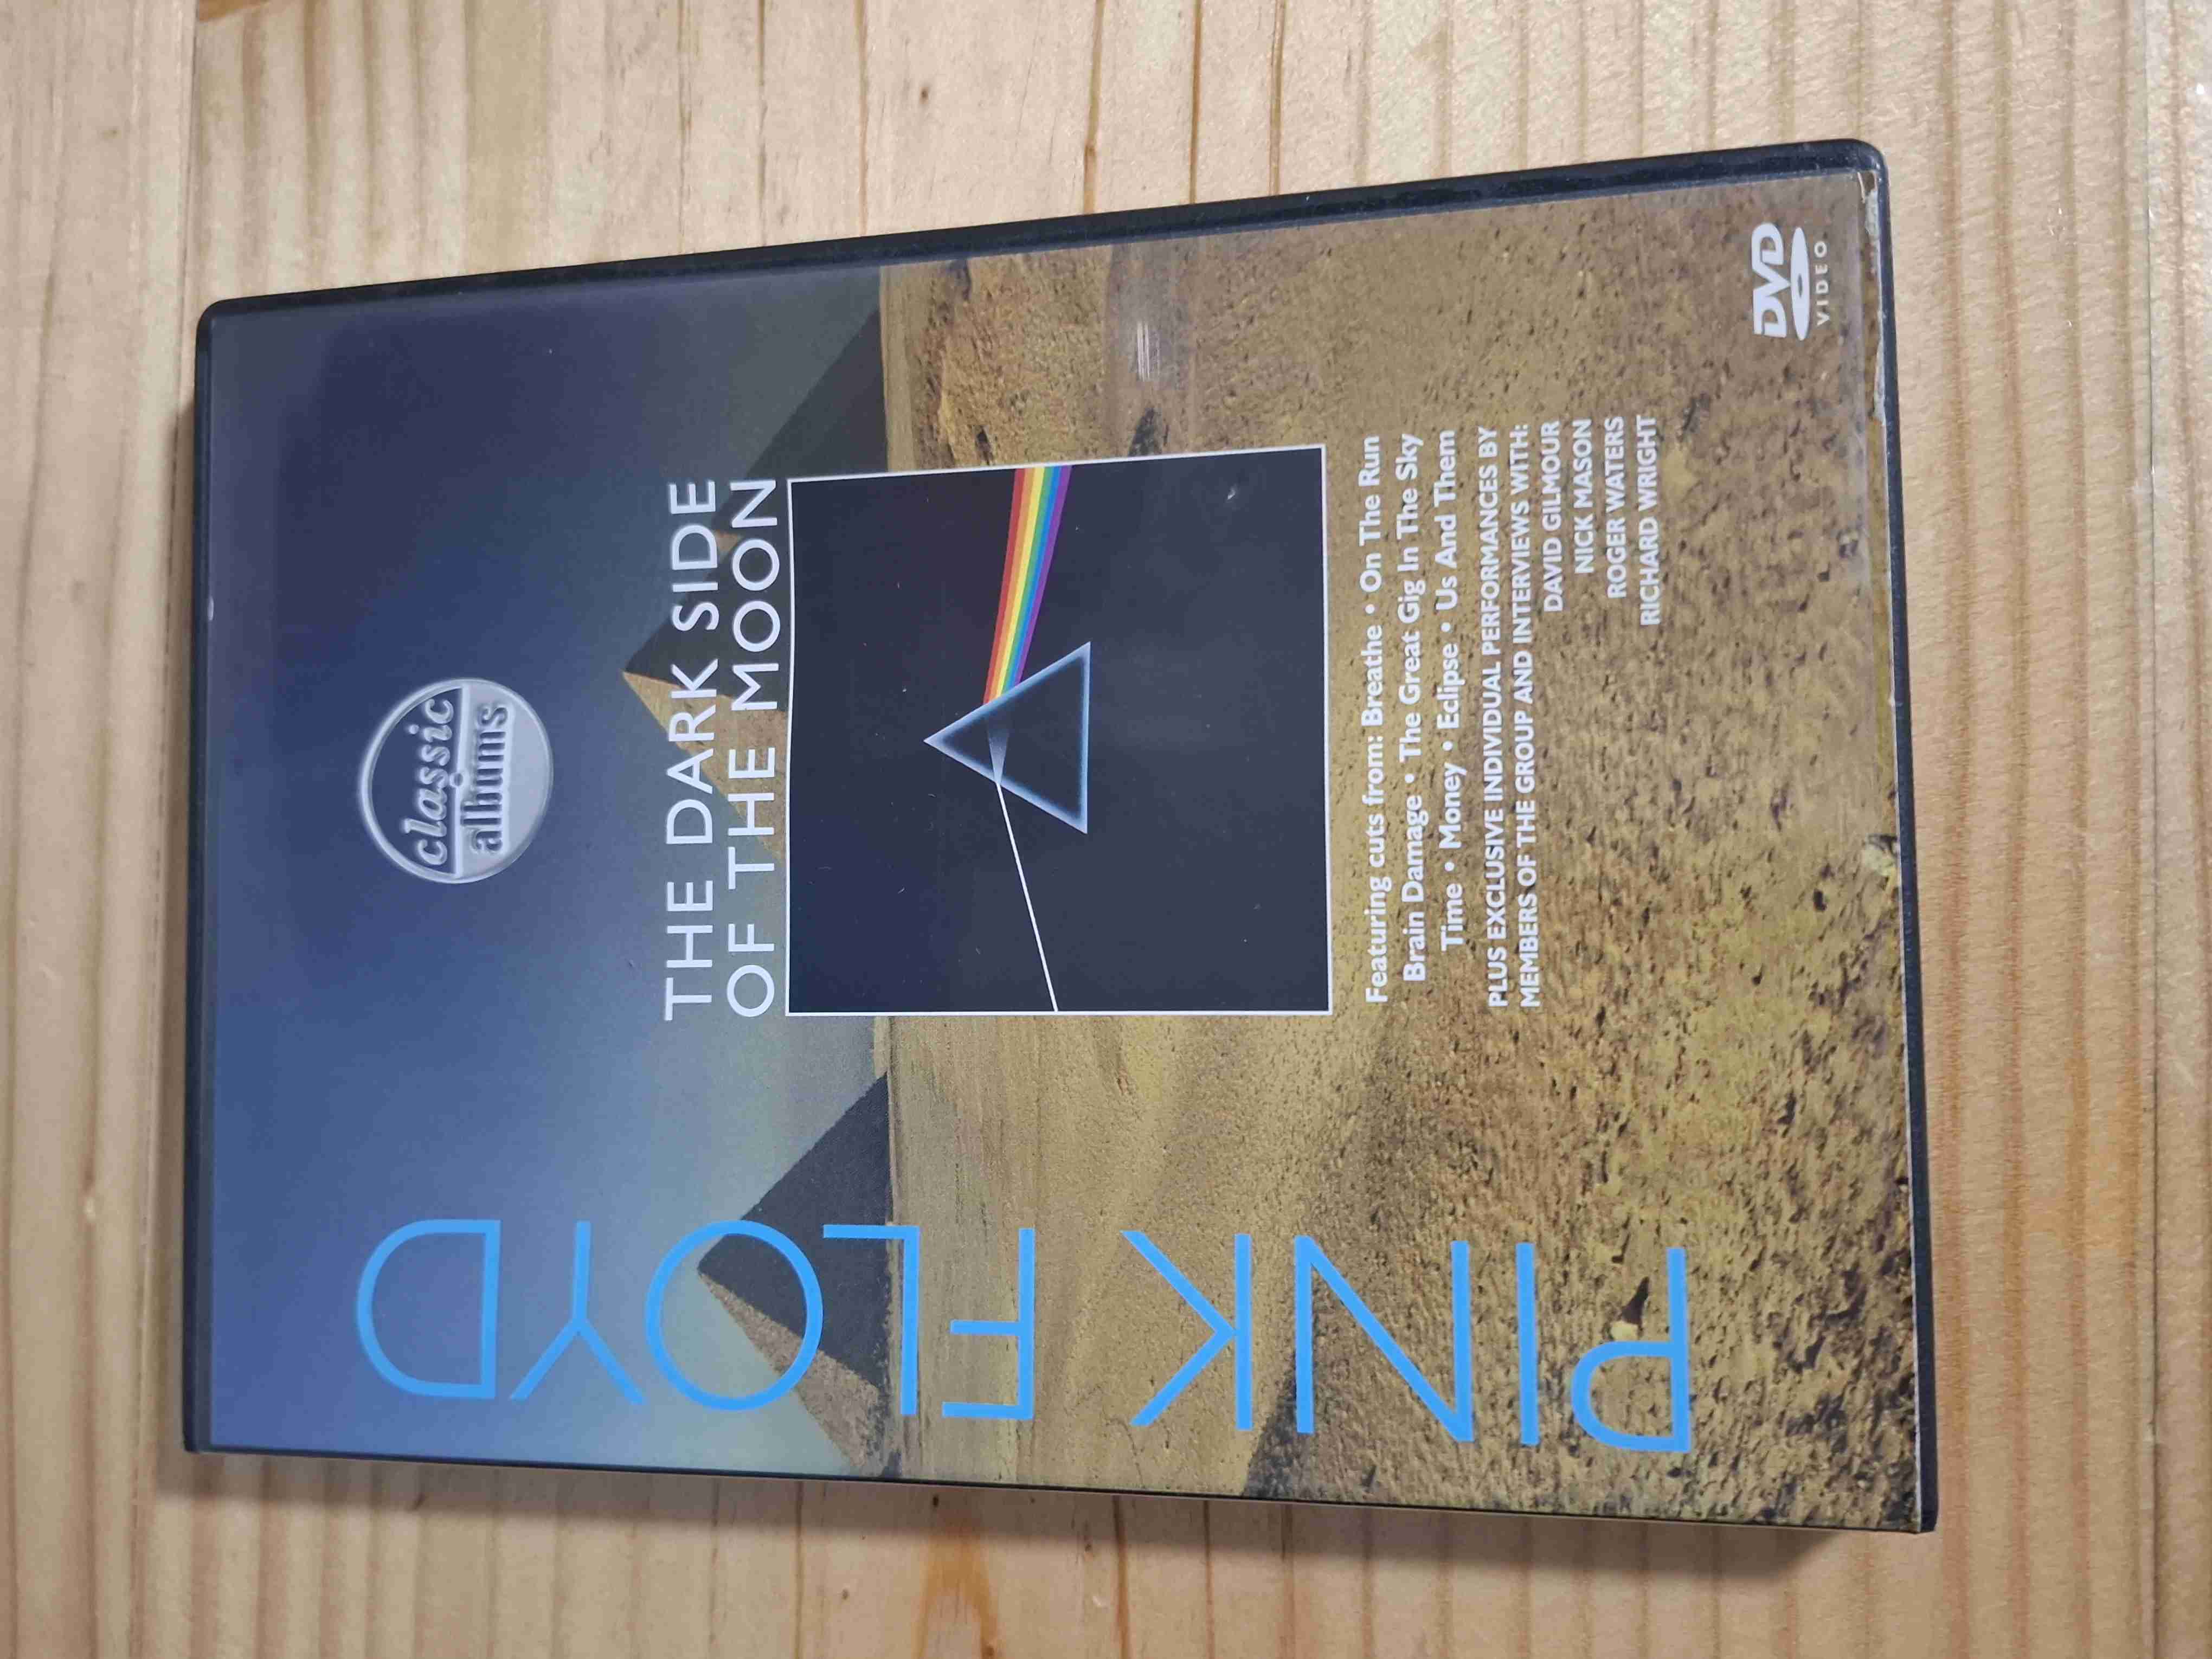 classic
albums
PINK FLOYD
THE DARK SIDE
OF THE MOON
Featuring cuts from: Breathe • On The Run
Brain Damage • The Great Gig In The Sky
Time • Money • Eclipse • Us And Them
PLUS EXCLUSIVE INDIVIDUAL PERFORMANCES BY
MEMBERS OF THE GROUP AND INTERVIEWS WITH:
DAVID GILMOUR
NICK MASON
ROGER WATERS
RICHARD WRIGHT
DVD
VIDEO